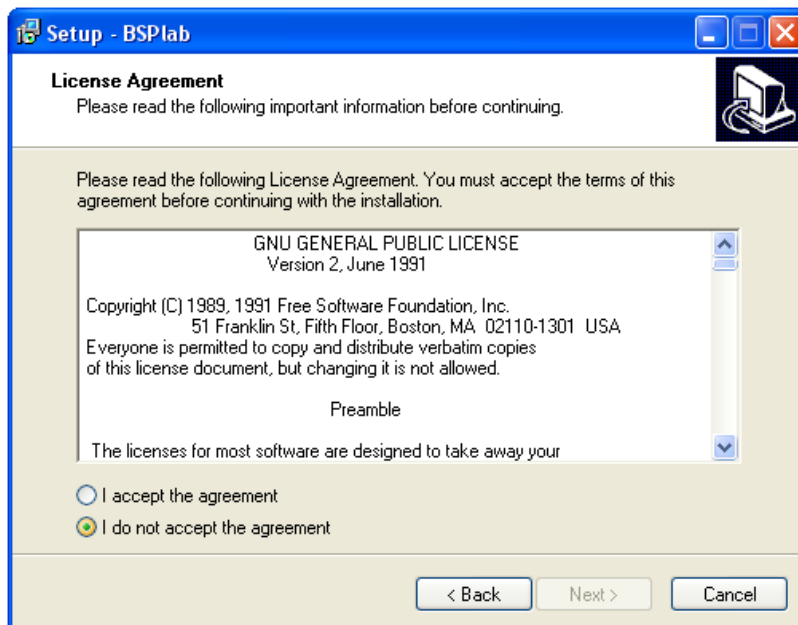 Setup - BSPlab
License Agreement
Please read the following important information before continuing.
Please read the following License Agreement. You must accept the terms of this
agreement before continuing with the installation.
GNU GENERAL PUBLIC LICENSE
Version 2, June 1991
Copyright (C) 1989, 1991 Free Software Foundation, Inc.
51 Franklin St, Fifth Floor, Boston, MA  02110-1301  USA
Everyone is permitted to copy and distribute verbatim copies
of this license document, but changing it is not allowed.
Preamble
The licenses for most software are designed to take away your
I accept the agreement
I do not accept the agreement
< Back
Next >
Cancel